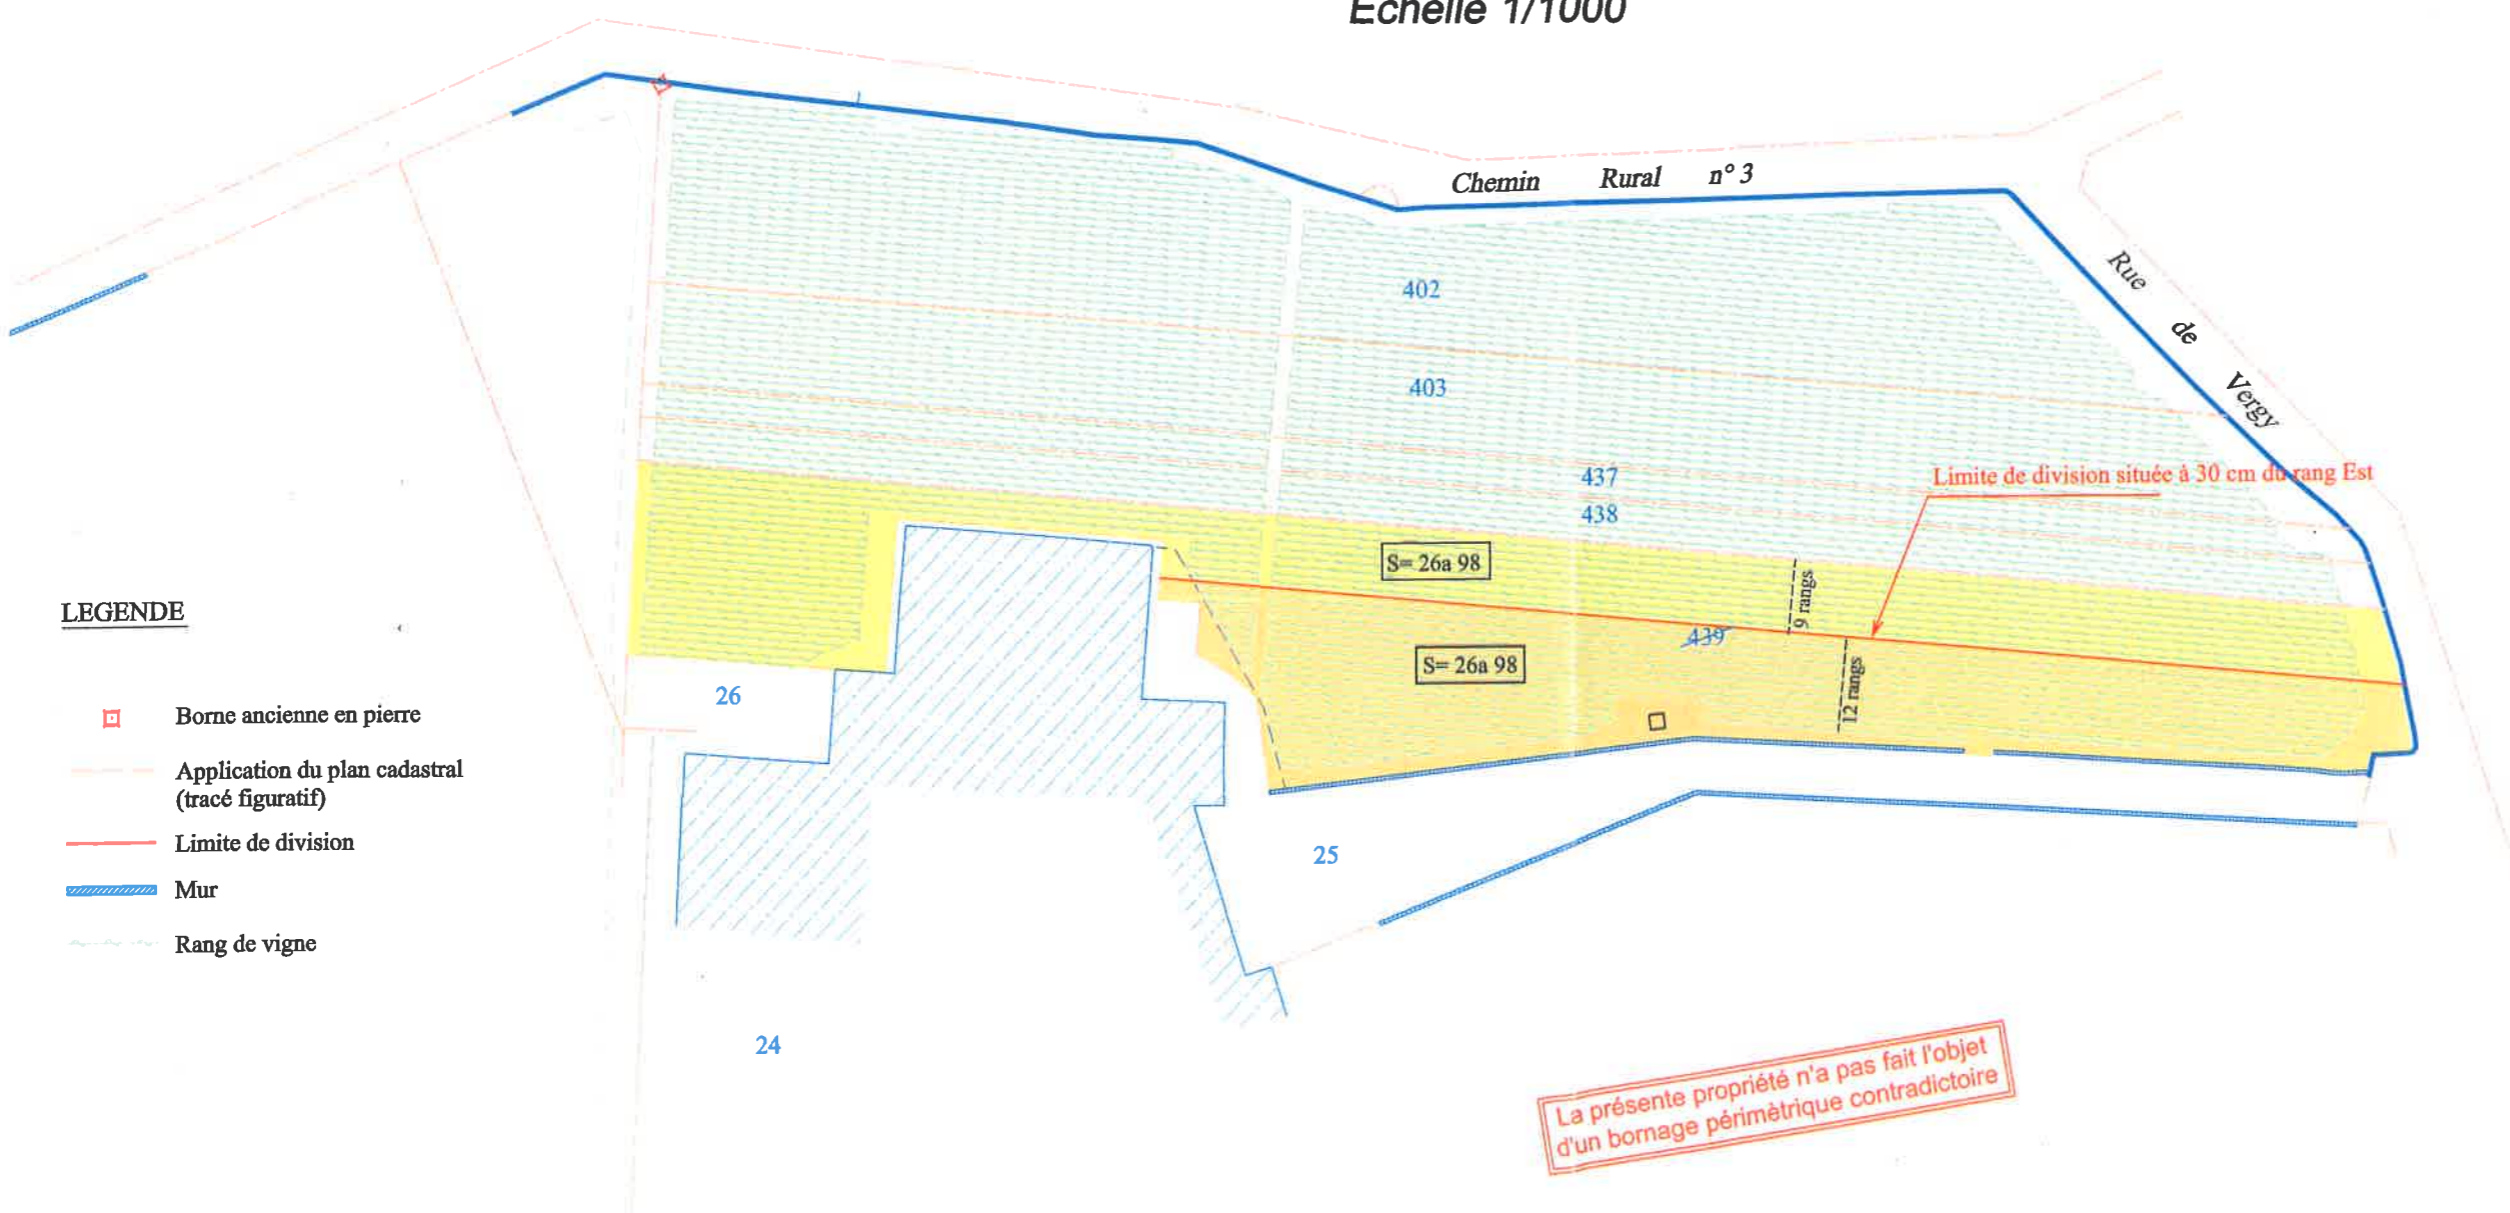 Echelle 1/1000
Chemin Rural n° 3
Rue de Vergy
402
403
437
438
Limite de division située à 30 cm du rang Est
S= 26a 98
9 rangs
439
S= 26a 98
12 rangs
26
25
24
LEGENDE
Borne ancienne en pierre
Application du plan cadastral
(tracé figuratif)
Limite de division
Mur
Rang de vigne
La présente propriété n'a pas fait l'objet
d'un bornage périmètrique contradictoire